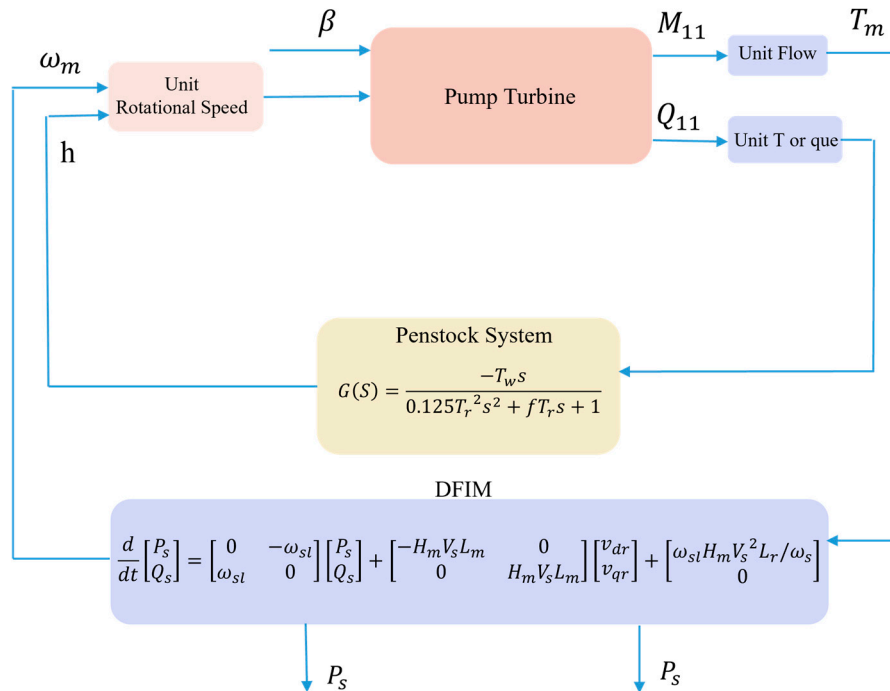 β
M₁₁
Tₘ
ωₘ
Unit
Rotational Speed
Pump Turbine
Unit Flow
Q₁₁
Unit T or que
h
Penstock System
G(S) = -T_w s / (0.125T_r²s² + fT_r s + 1)
DFIM
d/dt [P_s; Q_s] = [0 -ω_sl; ω_sl 0] [P_s; Q_s] + [-H_m V_s L_m 0; 0 H_m V_s L_m] [v_dr; v_qr] + [ω_sl H_m V_s² L_r/ω_s; 0]
P_s
P_s